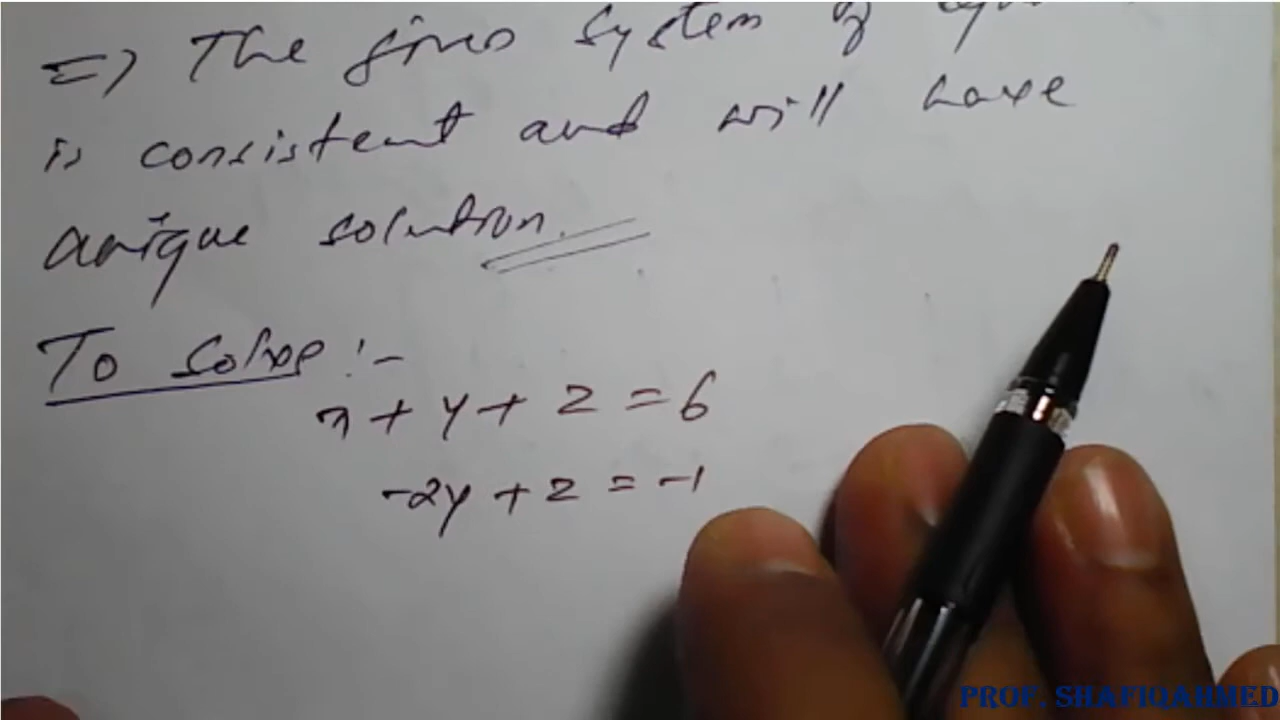 => The given system of
is consistent and will have
unique solution.
To solve :-
x + y + z = 6
-2y + z = -1
PROF. SHAFIQAHMED